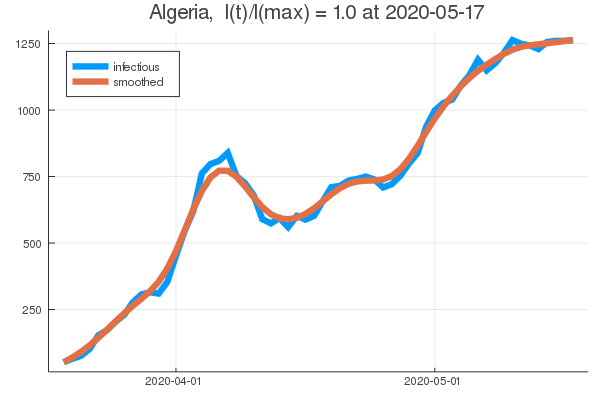 Algeria,  I(t)/I(max) = 1.0 at 2020-05-17
1250
infectious
smoothed
1000
750
500
250
2020-04-01 2020-05-01